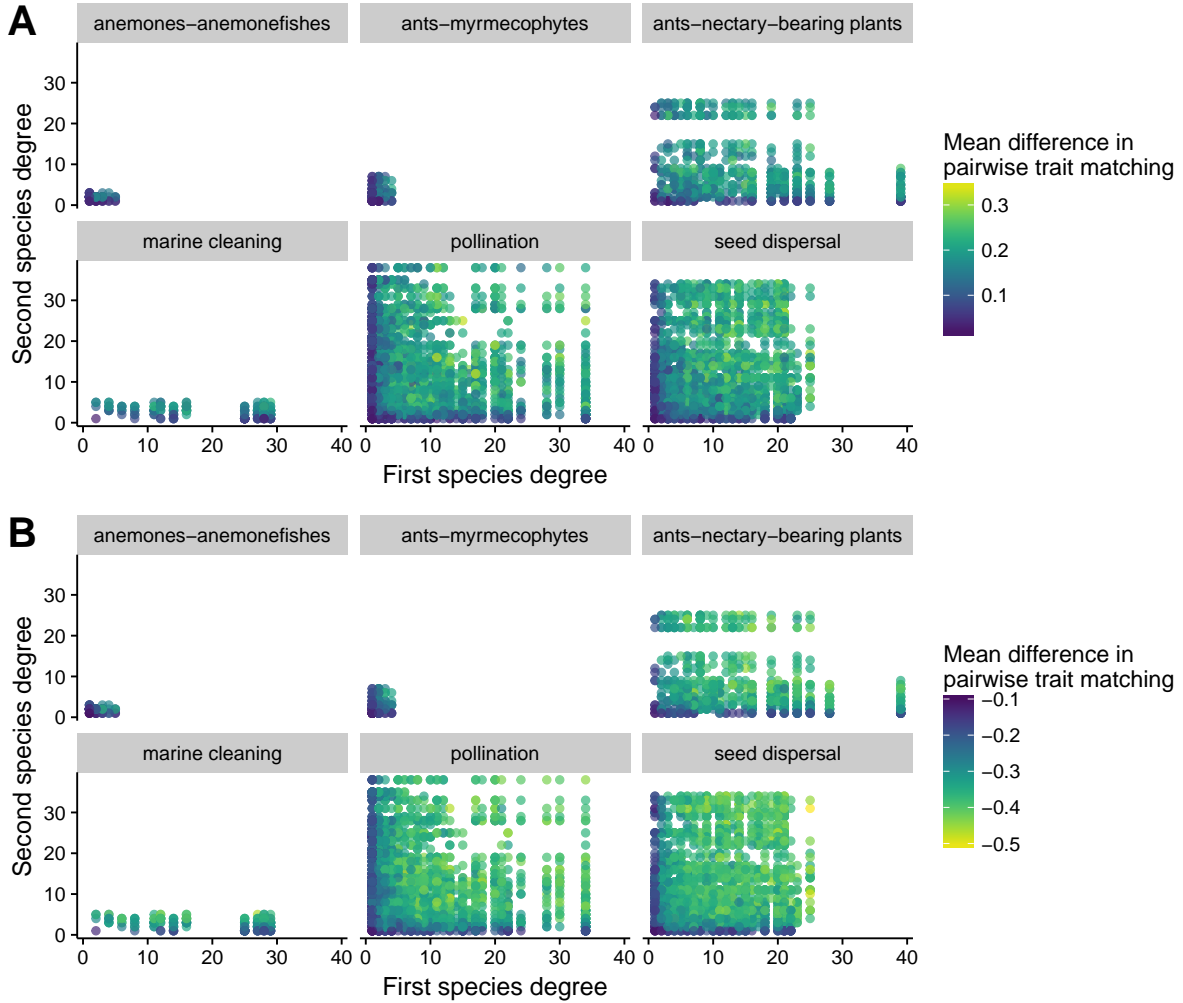 A
anemones−anemonefishes
ants−myrmecophytes
ants−nectary−bearing plants
30
20
10
0
marine cleaning
pollination
seed dispersal
30
20
10
0
0 10 20 30 40
0 10 20 30 40
0 10 20 30 40
Second species degree
First species degree
Mean difference in
pairwise trait matching
0.3
0.2
0.1
B
anemones−anemonefishes
ants−myrmecophytes
ants−nectary−bearing plants
30
20
10
0
marine cleaning
pollination
seed dispersal
30
20
10
0
0 10 20 30 40
0 10 20 30 40
0 10 20 30 40
Second species degree
First species degree
Mean difference in
pairwise trait matching
−0.1
−0.2
−0.3
−0.4
−0.5